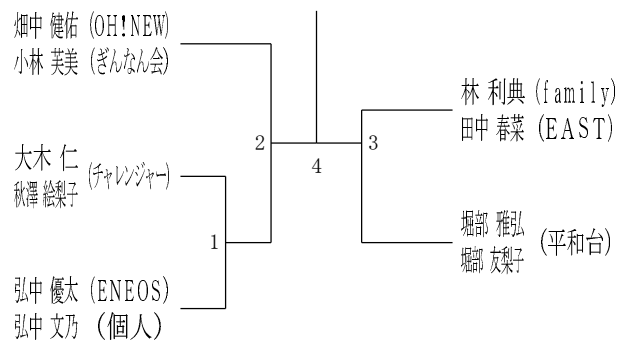 畑中 健佑 (OH!NEW)
小林 芙美 (ぎんなん会)
大木 仁
秋澤 絵梨子
(チャレンジャー)
弘中 優太 (ENEOS)
弘中 文乃 (個人)
1
2
4
3
林 利典 (family)
田中 春菜 (EAST)
堀部 雅弘
堀部 友梨子
(平和台)